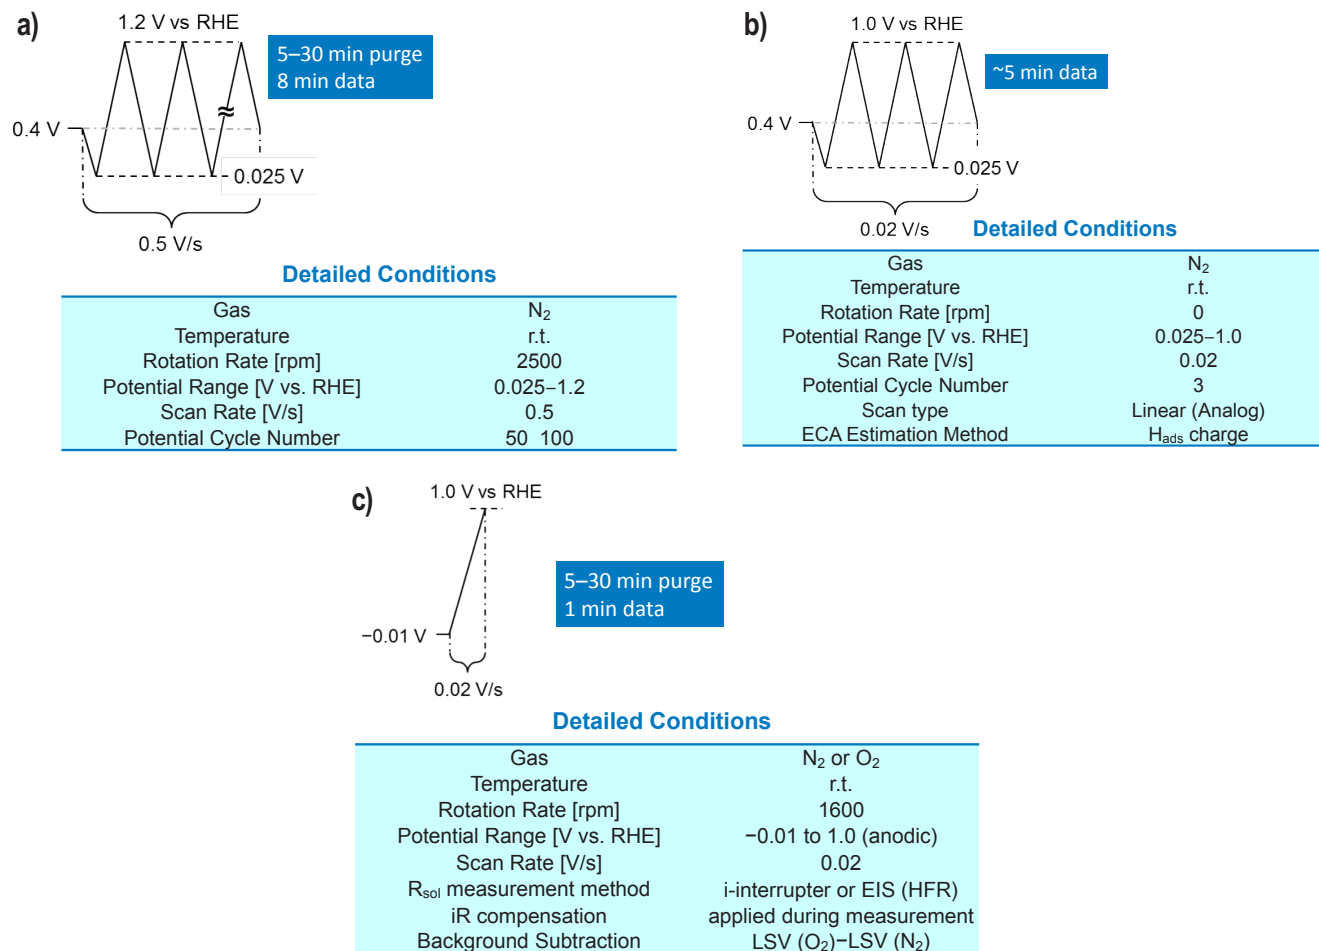 a)
1.2 V vs RHE
5–30 min purge
8 min data
0.4 V
0.025 V
0.5 V/s
Detailed Conditions
Gas N₂
Temperature r.t.
Rotation Rate [rpm] 2500
Potential Range [V vs. RHE] 0.025–1.2
Scan Rate [V/s] 0.5
Potential Cycle Number 50 100
b)
1.0 V vs RHE
~5 min data
0.4 V
0.025 V
0.02 V/s
Detailed Conditions
Gas N₂
Temperature r.t.
Rotation Rate [rpm] 0
Potential Range [V vs. RHE] 0.025–1.0
Scan Rate [V/s] 0.02
Potential Cycle Number 3
Scan type Linear (Analog)
ECA Estimation Method H_ads charge
c)
1.0 V vs RHE
5–30 min purge
1 min data
−0.01 V
0.02 V/s
Detailed Conditions
Gas N₂ or O₂
Temperature r.t.
Rotation Rate [rpm] 1600
Potential Range [V vs. RHE] −0.01 to 1.0 (anodic)
Scan Rate [V/s] 0.02
R_sol measurement method i-interrupter or EIS (HFR)
iR compensation applied during measurement
Background Subtraction LSV (O₂)−LSV (N₂)